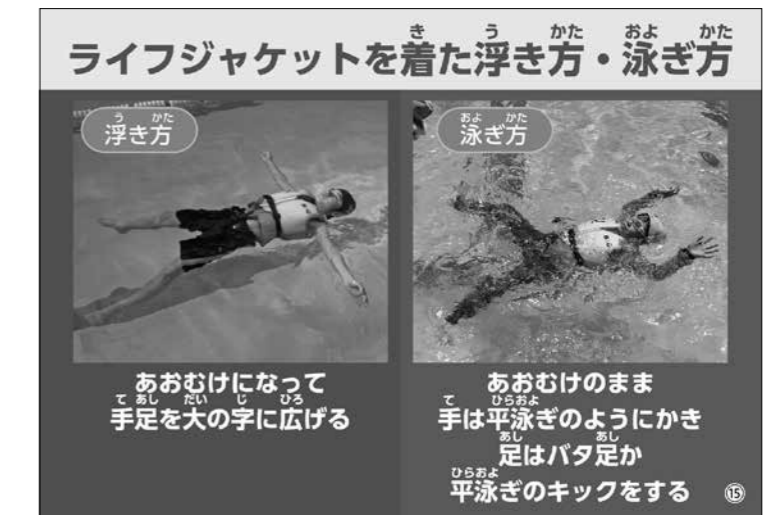 ライフジャケットを着た浮き方・泳ぎ方
浮き方
あおむけになって
手足を大の字に広げる
泳ぎ方
あおむけのまま
手は平泳ぎのようにかき
足はバタ足か
平泳ぎのキックをする
⑮